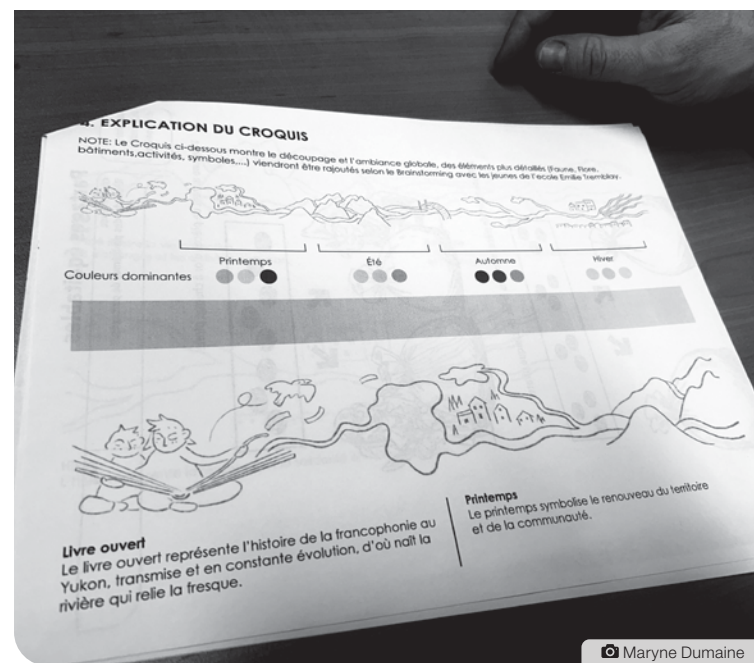 . EXPLICATION DU CROQUIS
NOTE: Le Croquis ci-dessous montre le découpage et l'ambiance globale, des éléments plus détaillés (Faune, Flore,
bâtiments,activités, symboles,...) viendront être rajoutés selon le Brainstorming avec les jeunes de l'ecole Emilie Tremblay.
Printemps
Été
Automne
Hiver
Couleurs dominantes
Livre ouvert
Le livre ouvert représente l'histoire de la francophonie au
Yukon, transmise et en constante évolution, d'où naît la
rivière qui relie la fresque.
Printemps
Le printemps symbolise le renouveau du territoire
et de la communauté.
Maryne Dumaine